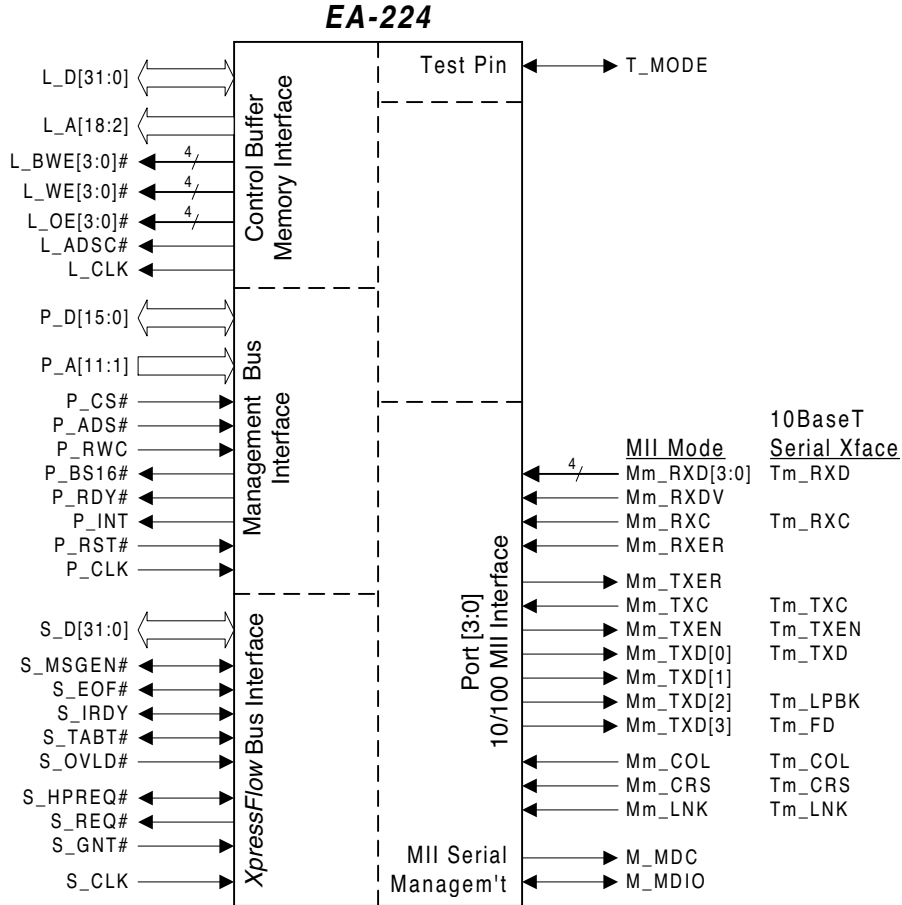 EA-224
L_D[31:0]
L_A[18:2]
L_BWE[3:0]#
4
L_WE[3:0]#
4
L_OE[3:0]#
4
L_ADSC#
L_CLK
Control Buffer
Memory Interface
P_D[15:0]
P_A[11:1]
P_CS#
P_ADS#
P_RWC
P_BS16#
P_RDY#
P_INT
P_RST#
P_CLK
Management Bus
Interface
S_D[31:0]
S_MSGEN#
S_EOF#
S_IRDY
S_TABT#
S_OVLD#
S_HPREQ#
S_REQ#
S_GNT#
S_CLK
XpressFlow Bus Interface
Test Pin
T_MODE
Port [3:0]
10/100 MII Interface
10BaseT
MII Mode Serial Xface
4
Mm_RXD[3:0] Tm_RXD
Mm_RXDV
Mm_RXC Tm_RXC
Mm_RXER
Mm_TXER
Mm_TXC Tm_TXC
Mm_TXEN Tm_TXEN
Mm_TXD[0] Tm_TXD
Mm_TXD[1]
Mm_TXD[2] Tm_LPBK
Mm_TXD[3] Tm_FD
Mm_COL Tm_COL
Mm_CRS Tm_CRS
Mm_LNK Tm_LNK
MII Serial
Managem't
M_MDC
M_MDIO